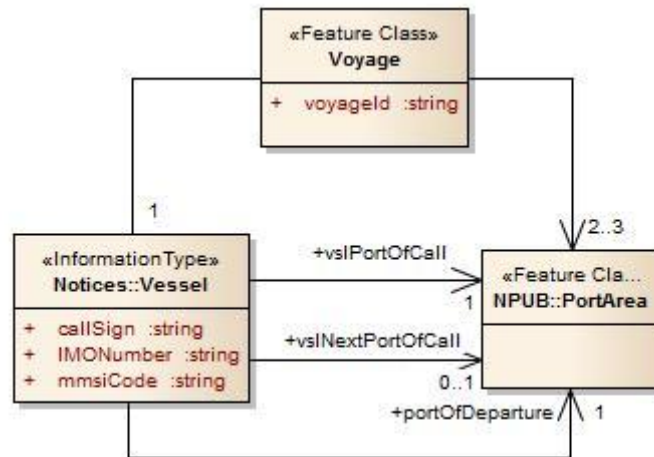 «Feature Class»
Voyage
+ voyageId :string
1
2..3
«InformationType»
Notices::Vessel
+ callSign :string
+ IMONumber :string
+ mmsiCode :string
+vslPortOfCall
1
+vslNextPortOfCall
0..1
+portOfDeparture
1
«Feature Cla...
NPUB::PortArea